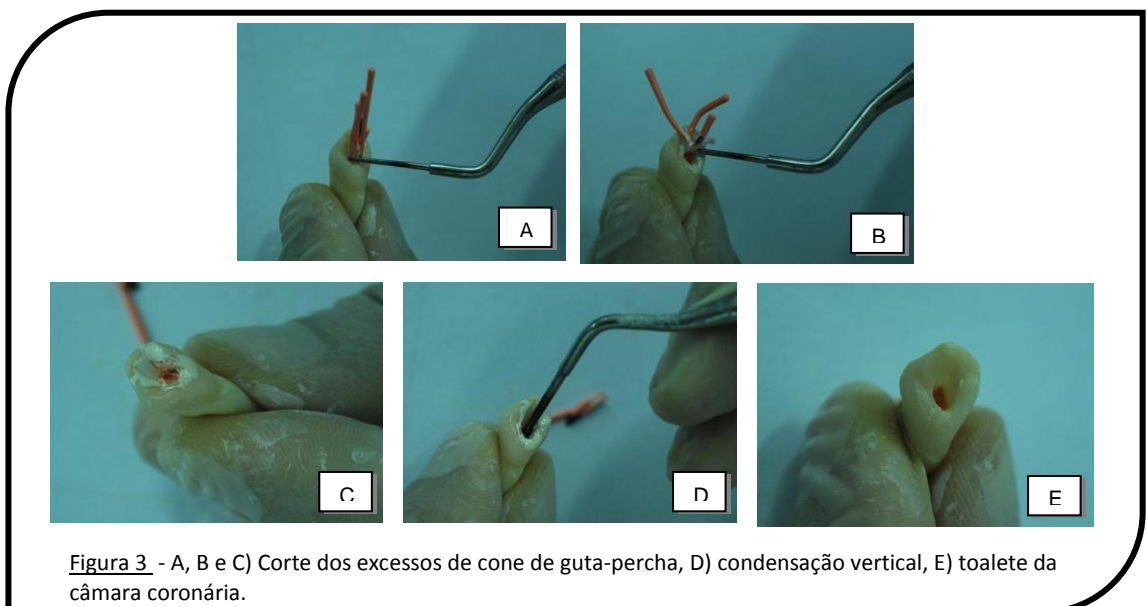 A
B
C
D
E
Figura 3 - A, B e C) Corte dos excessos de cone de guta-percha, D) condensação vertical, E) toalete da
câmara coronária.